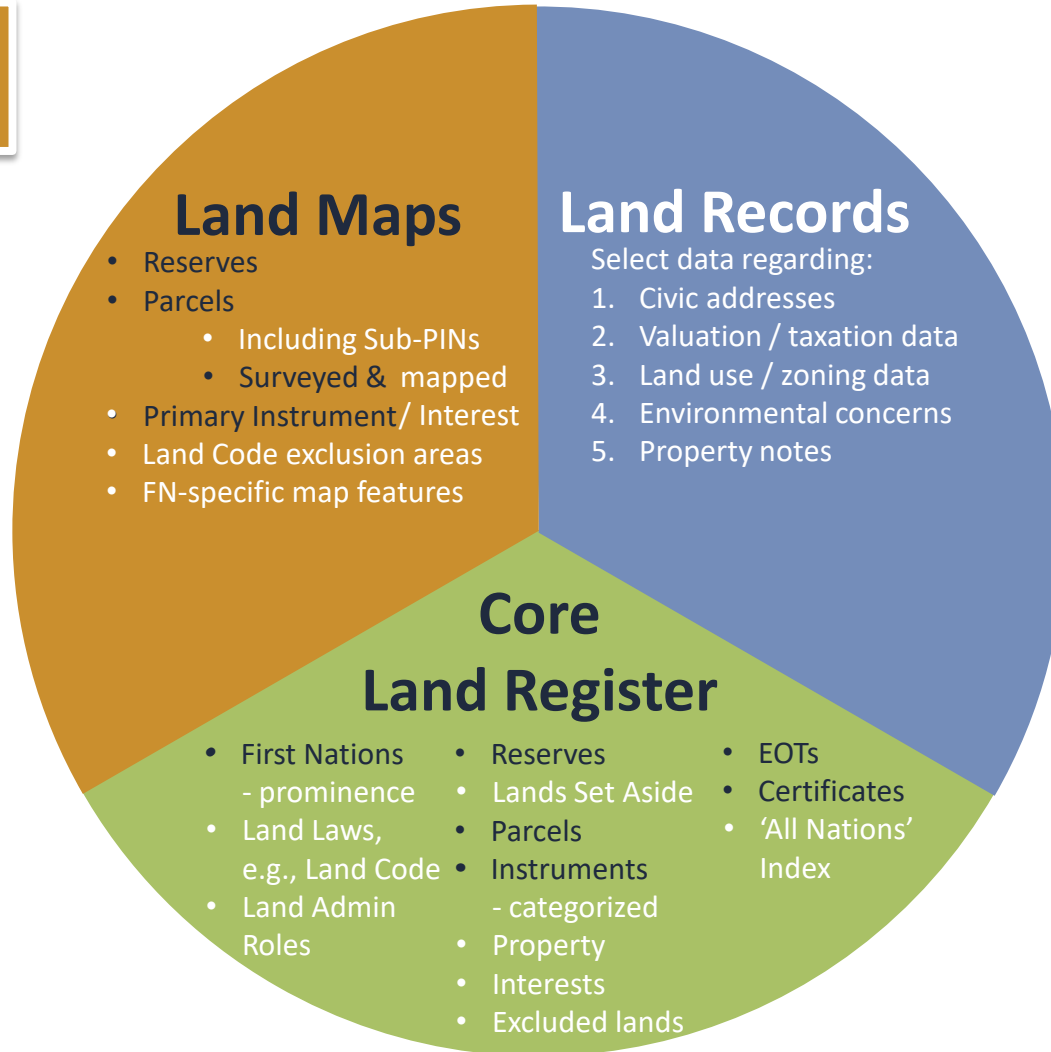 Land Maps
• Reserves
• Parcels
• Including Sub-PINs
• Surveyed & mapped
• Primary Instrument/ Interest
• Land Code exclusion areas
• FN-specific map features
Land Records
Select data regarding:
1. Civic addresses
2. Valuation / taxation data
3. Land use / zoning data
4. Environmental concerns
5. Property notes
Core
Land Register
• First Nations
- prominence
• Land Laws,
e.g., Land Code
• Land Admin
Roles
• Reserves
• Lands Set Aside
• Parcels
• Instruments
- categorized
• Property
• Interests
• Excluded lands
• EOTs
• Certificates
• ‘All Nations’
Index